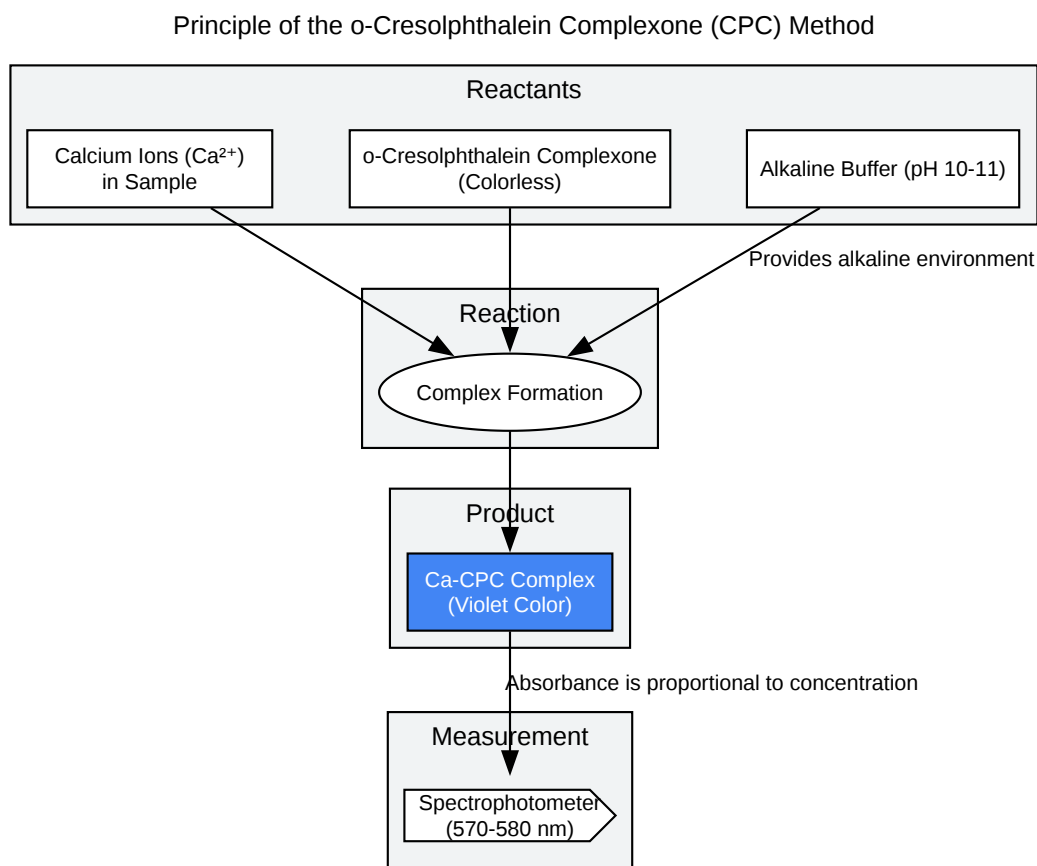 Principle of the o-Cresolphthalein Complexone (CPC) Method
Reactants
Calcium Ions (Ca²⁺)
in Sample
o-Cresolphthalein Complexone
(Colorless)
Alkaline Buffer (pH 10-11)
Provides alkaline environment
Reaction
Complex Formation
Product
Ca-CPC Complex
(Violet Color)
Absorbance is proportional to concentration
Measurement
Spectrophotometer
(570-580 nm)